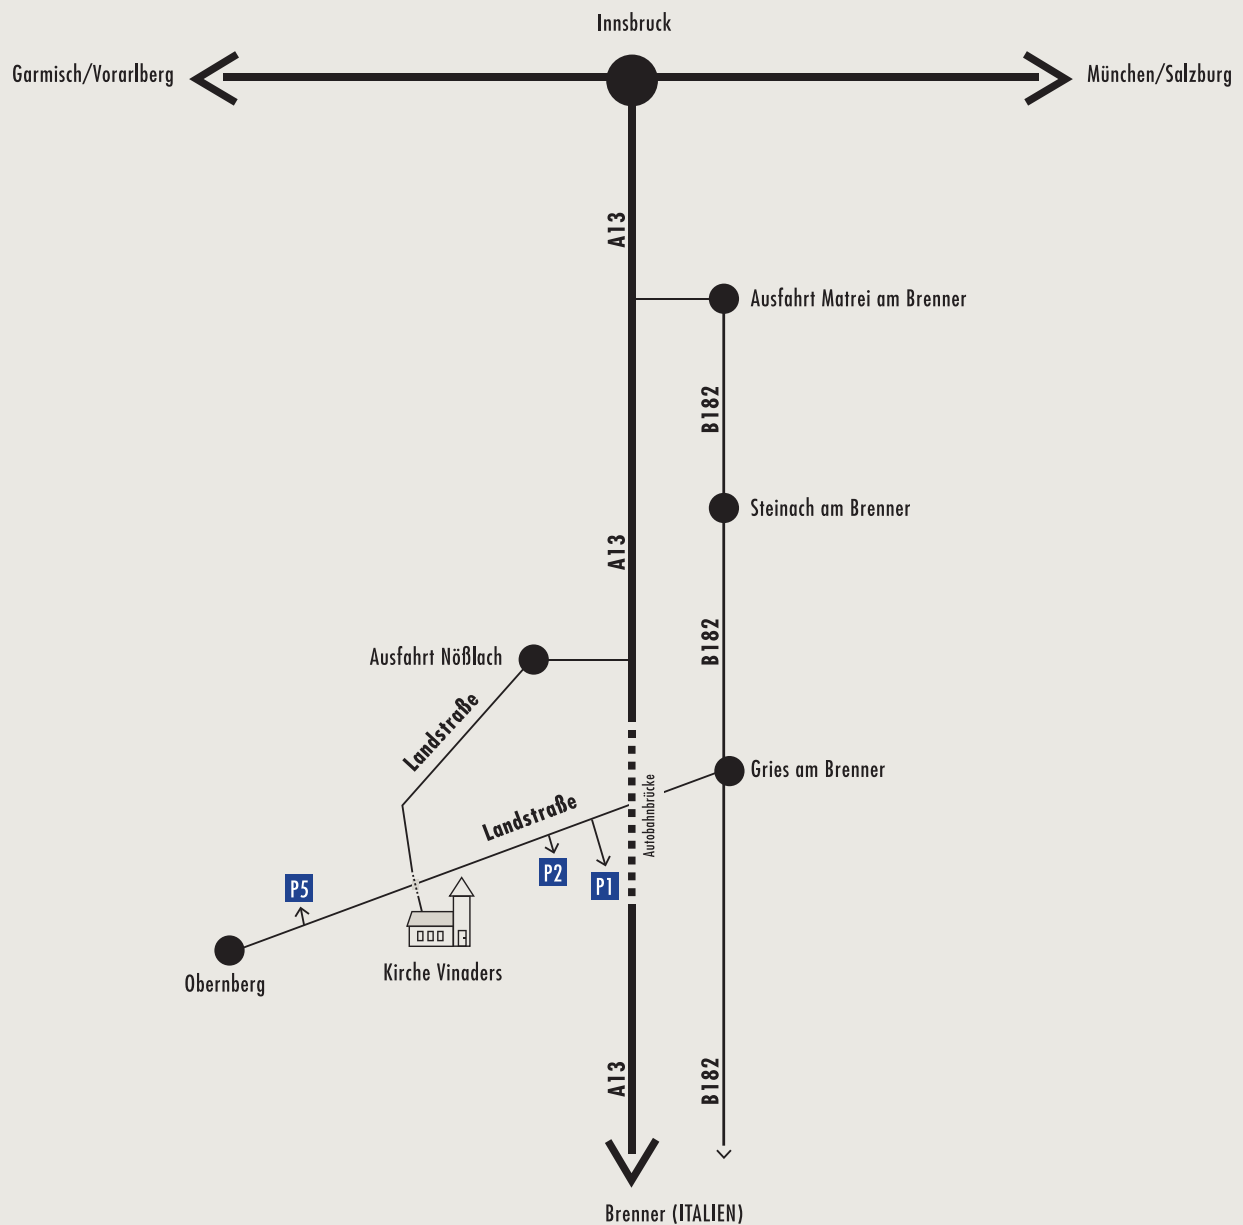 Innsbruck
Garmisch/Vorarlberg
München/Salzburg
A13
Ausfahrt Matrei am Brenner
B182
Steinach am Brenner
A13
B182
Ausfahrt Nößlach
Landstraße
Gries am Brenner
Autobahnbrücke
Landstraße
P2
P1
P5
Kirche Vinaders
Obernberg
A13
B182
Brenner (ITALIEN)